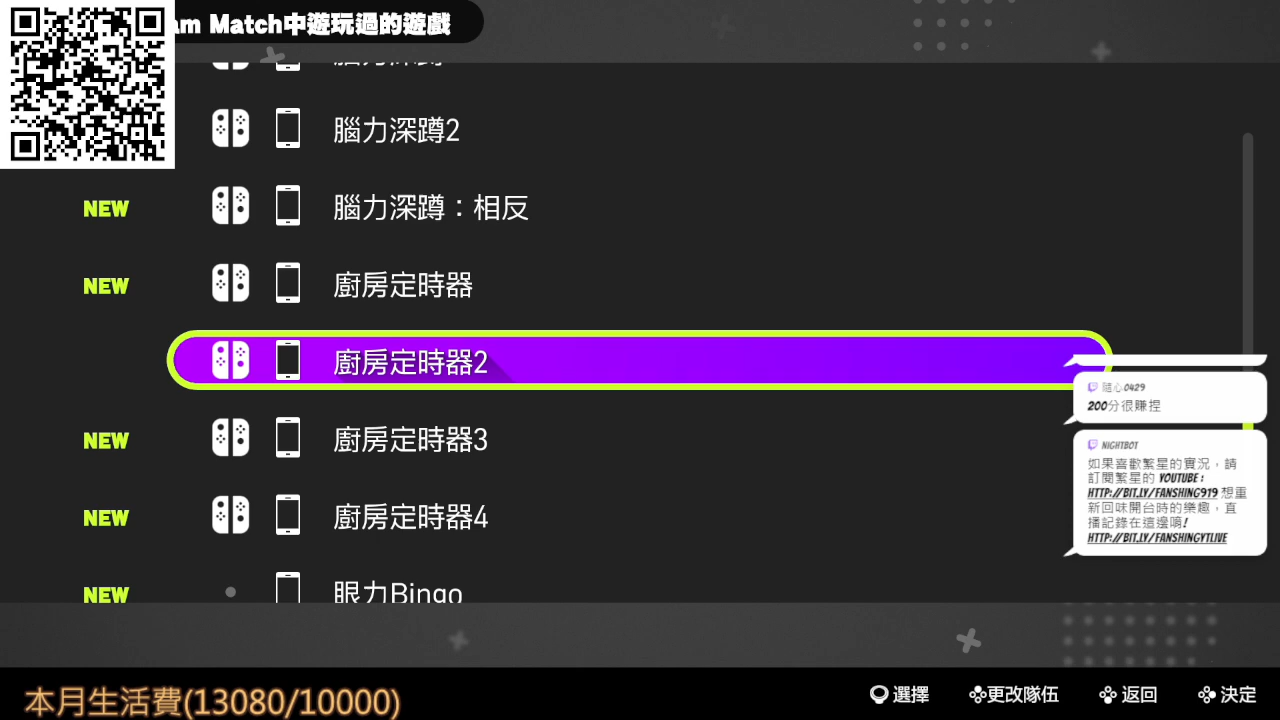 am Match中遊玩過的遊戲
腦力深蹲2
NEW 腦力深蹲：相反
NEW 廚房定時器
廚房定時器2
NEW 廚房定時器3
NEW 廚房定時器4
NEW 眼力Bingo
隨心0429
200分很賺捏
NIGHTBOT
如果喜歡繁星的實況，請
訂閱繁星的 YOUTUBE :
HTTP://BIT.LY/FANSHING919 想重
新回味開台時的樂趣，直
播記錄在這邊唷!
HTTP://BIT.LY/FANSHINGYTLIVE
本月生活費(13080/10000)
選擇 更改隊伍 返回 決定